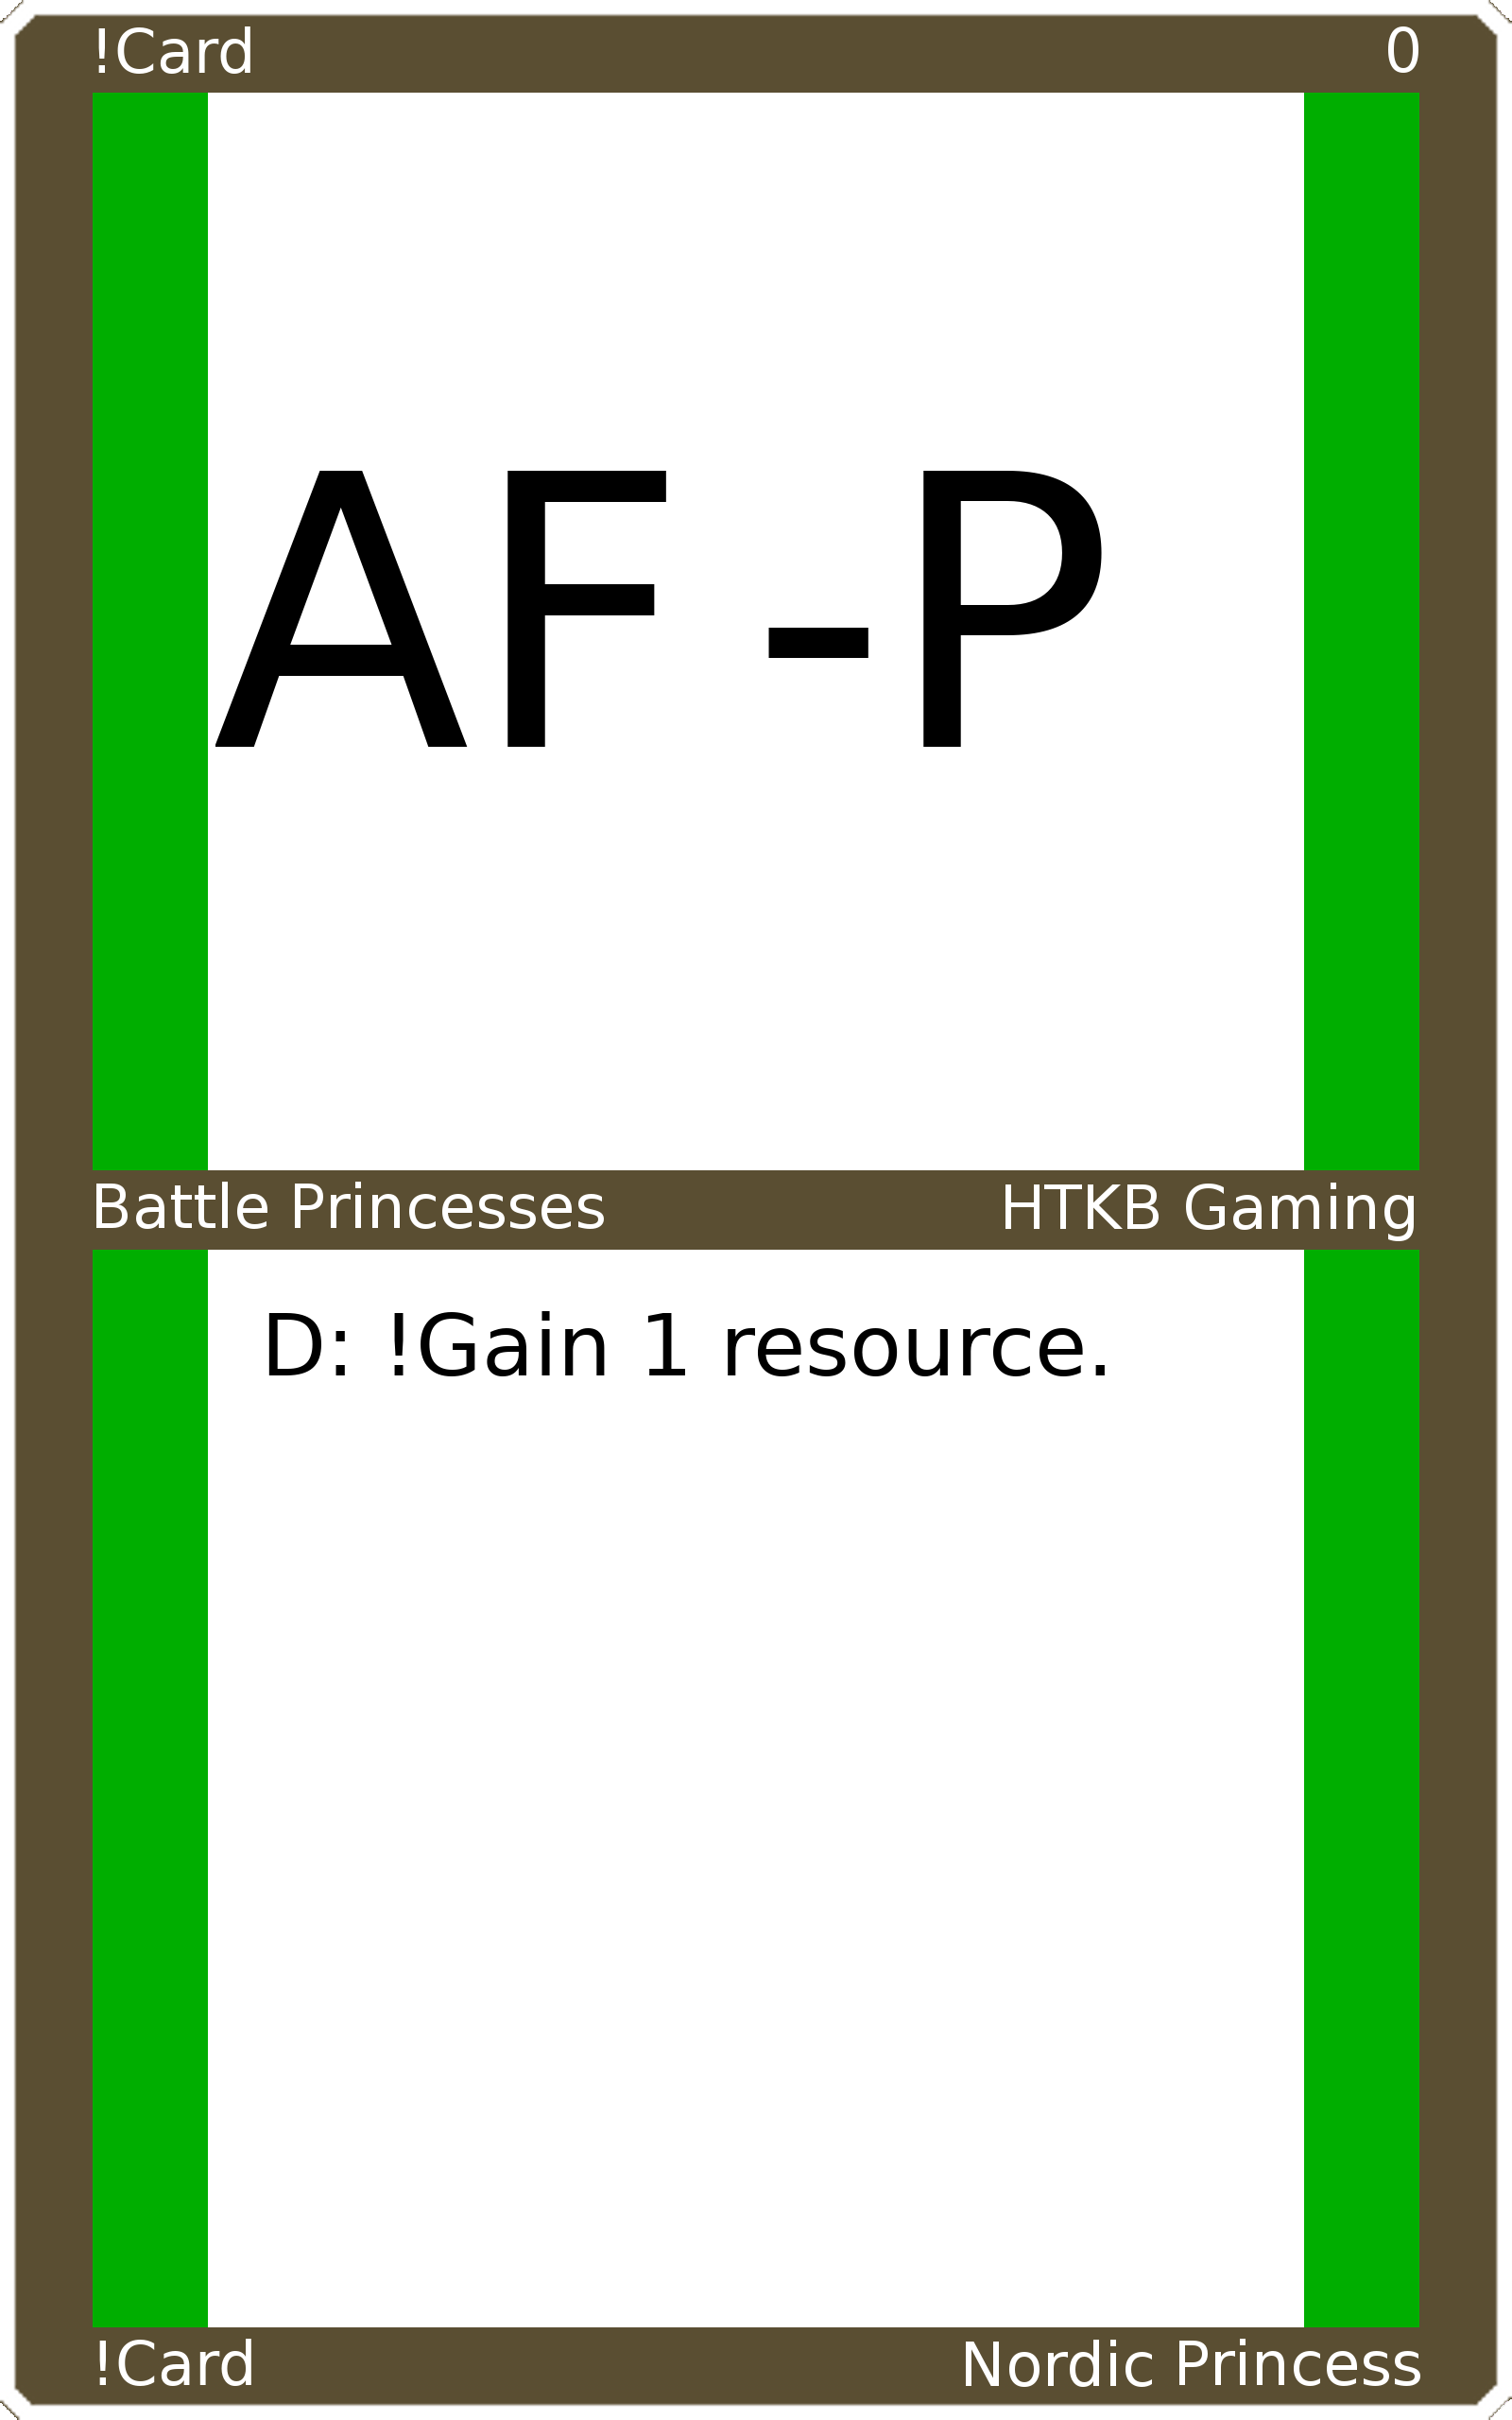 !Card 0
AF -P
Battle Princesses HTKB Gaming
D: !Gain 1 resource.
!Card Nordic Princess